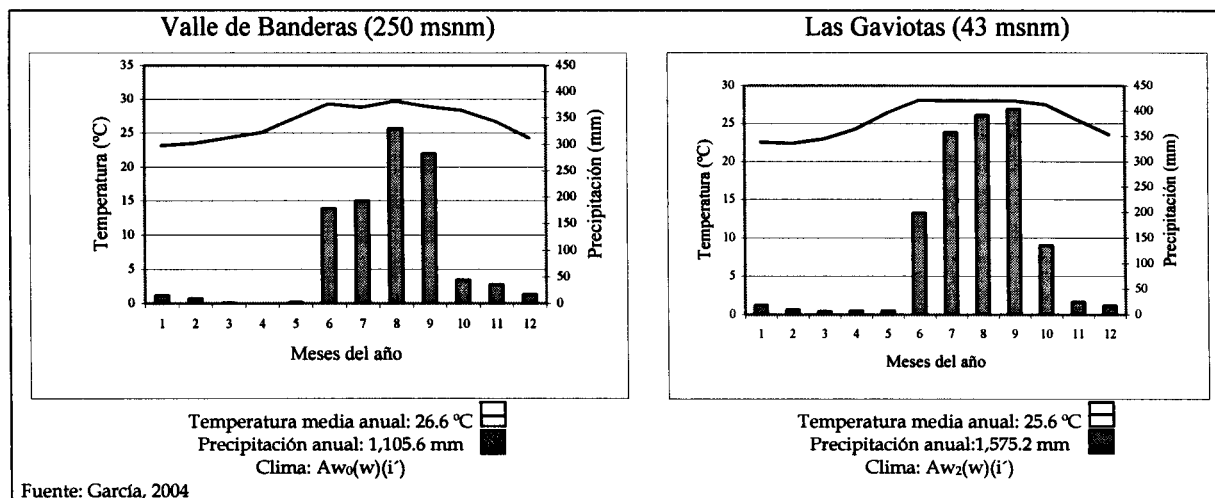 Valle de Banderas (250 msnm)
Temperatura (ºC)
35
30
25
20
15
10
5
0
450
400
350
300
250
200
150
100
50
0
Precipitación (mm)
1 2 3 4 5 6 7 8 9 10 11 12
Meses del año
Temperatura media anual: 26.6 ºC
Precipitación anual: 1,105.6 mm
Clima: Aw₀(w)(i´)
Las Gaviotas (43 msnm)
Temperatura (ºC)
30
25
20
15
10
5
0
450
400
350
300
250
200
150
100
50
0
Precipitación (mm)
1 2 3 4 5 6 7 8 9 10 11 12
Meses del año
Temperatura media anual: 25.6 ºC
Precipitación anual:1,575.2 mm
Clima: Aw₂(w)(i´)
Fuente: García, 2004